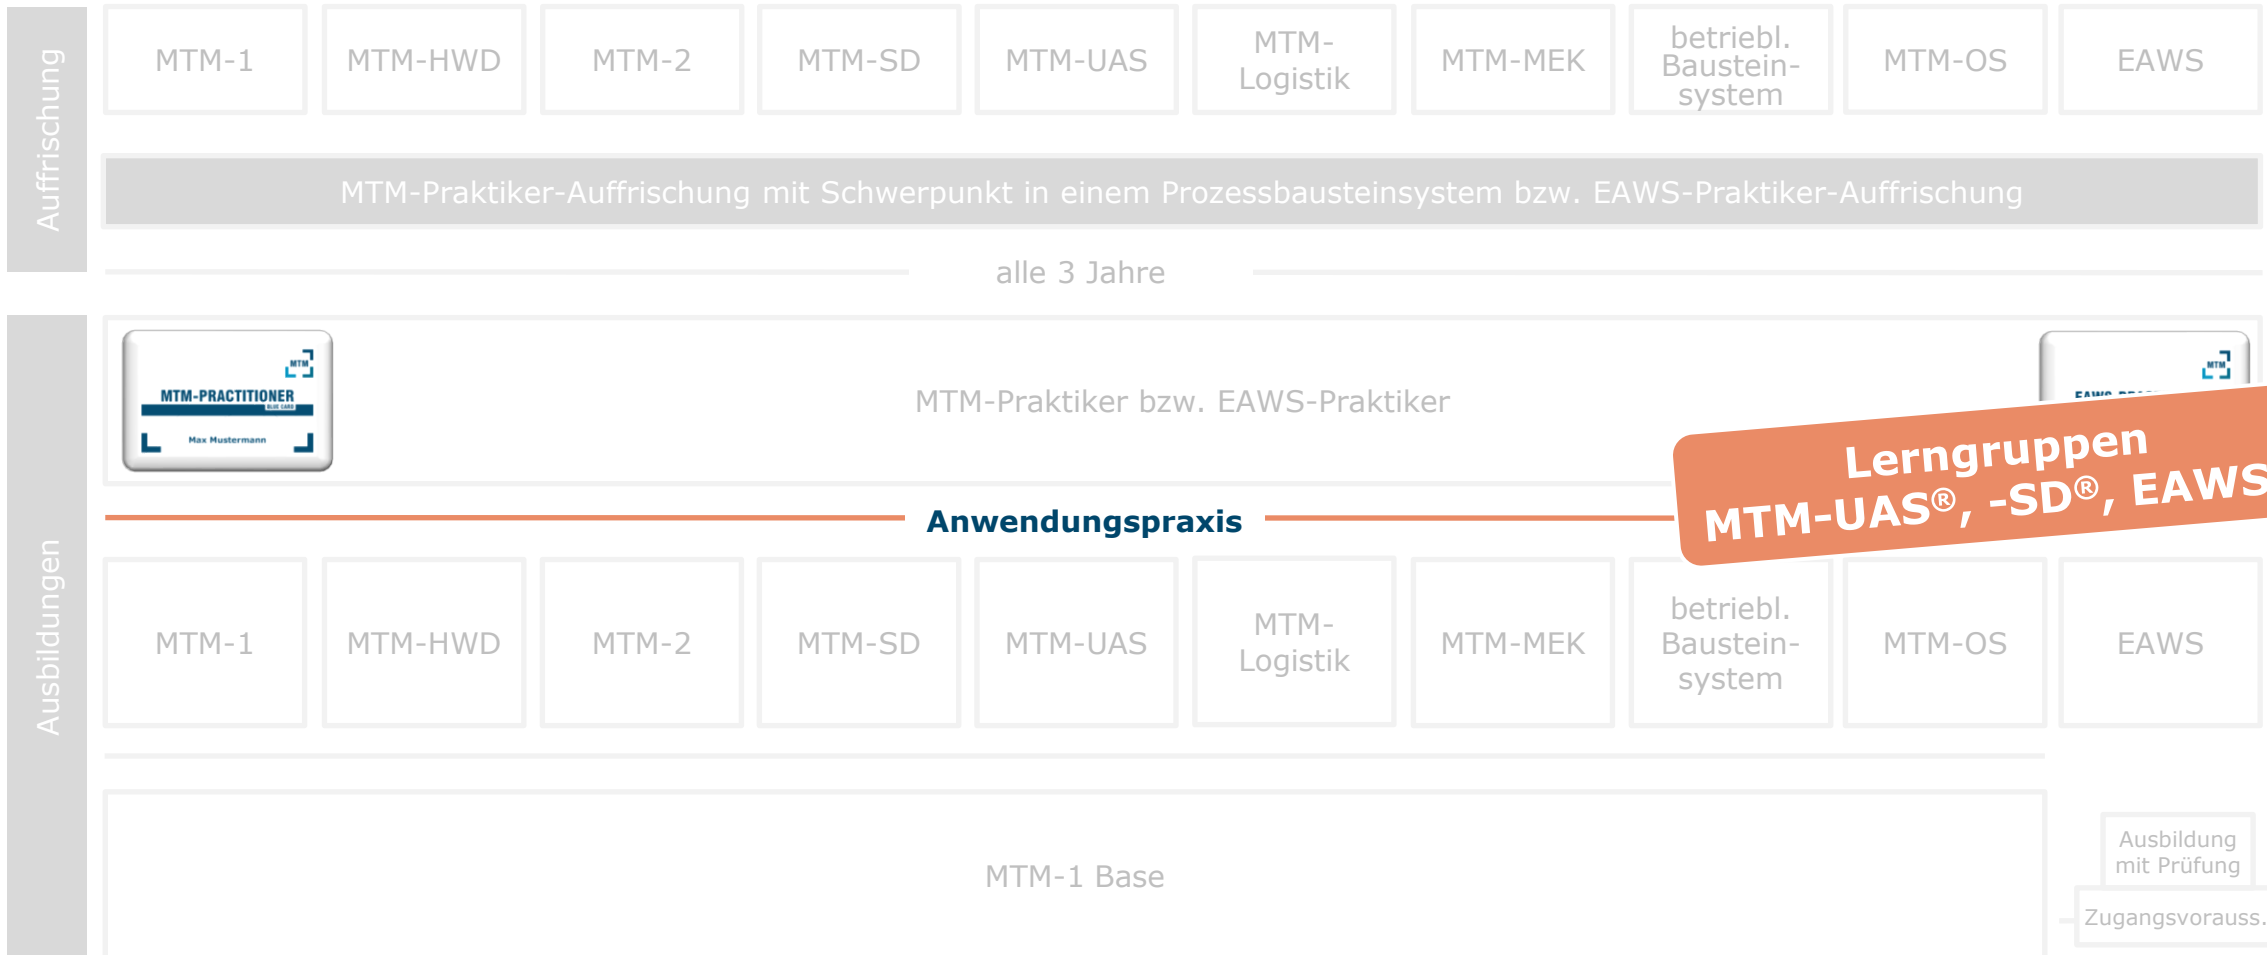 Auffrischung
MTM-1
MTM-HWD
MTM-2
MTM-SD
MTM-UAS
MTM-
Logistik
MTM-MEK
betriebl.
Baustein-
system
MTM-OS
EAWS
MTM-Praktiker-Auffrischung mit Schwerpunkt in einem Prozessbausteinsystem bzw. EAWS-Praktiker-Auffrischung
alle 3 Jahre
Ausbildungen
MTM
MTM-PRACTITIONER
BLUE CARD
Max Mustermann
MTM-Praktiker bzw. EAWS-Praktiker
MTM
Lerngruppen
MTM-UAS®, -SD®, EAWS
Anwendungspraxis
MTM-1
MTM-HWD
MTM-2
MTM-SD
MTM-UAS
MTM-
Logistik
MTM-MEK
betriebl.
Baustein-
system
MTM-OS
EAWS
MTM-1 Base
Ausbildung
mit Prüfung
Zugangsvorauss.